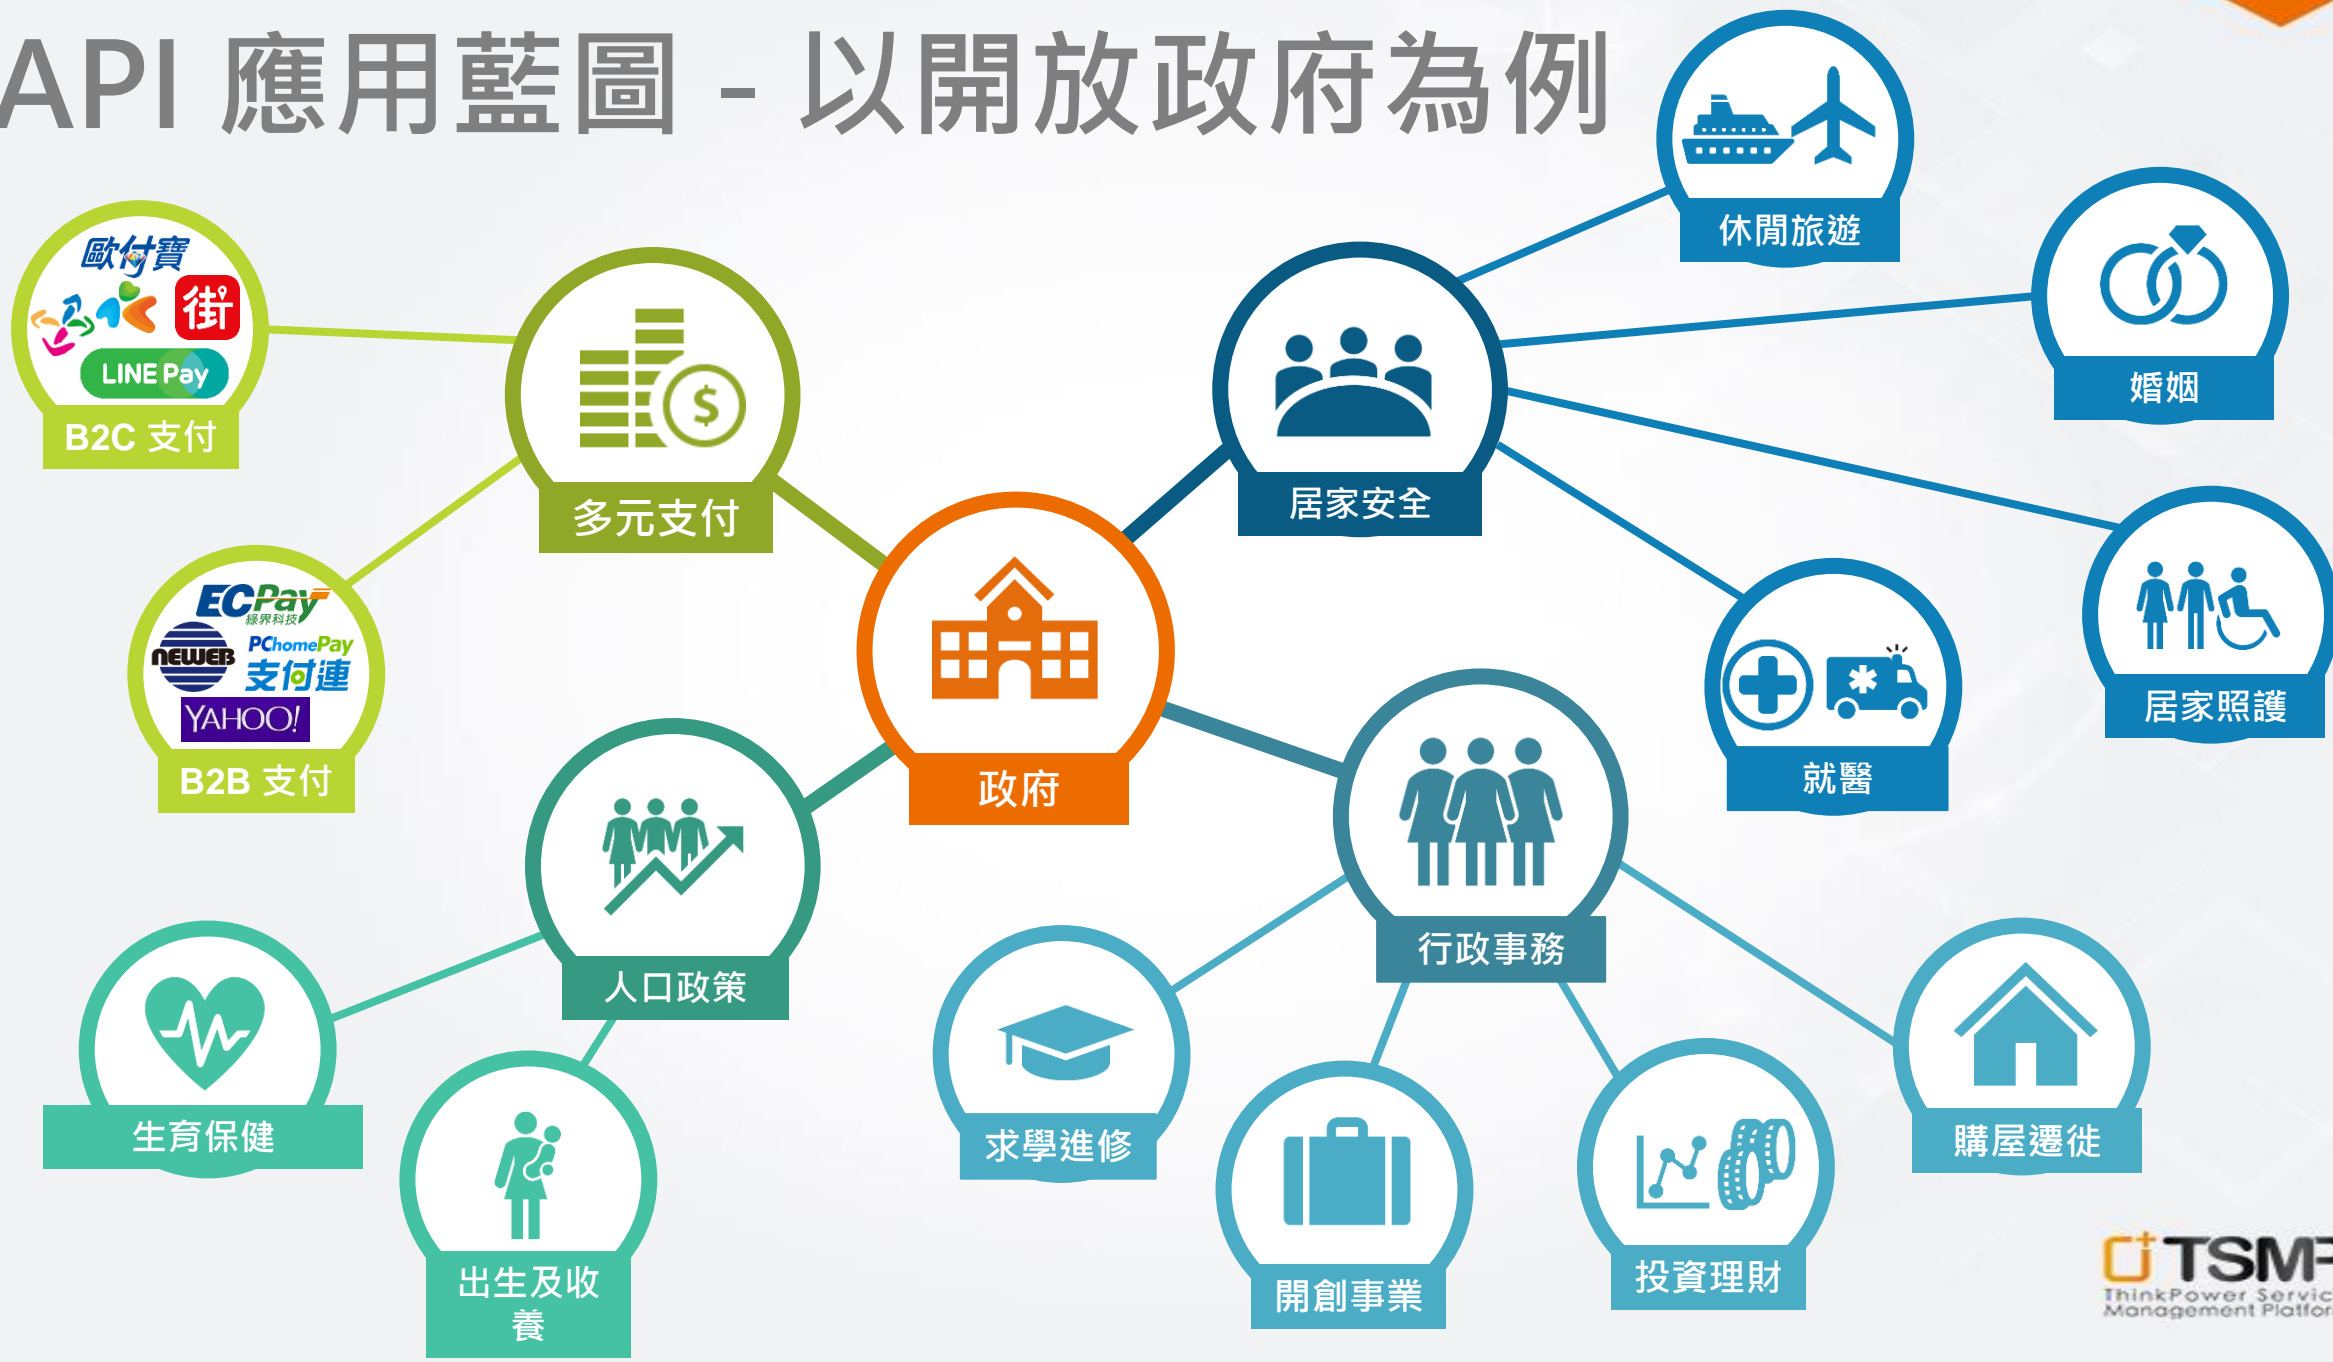 API 應用藍圖 - 以開放政府為例
休閒旅遊
婚姻
歐付寶
街
LINE Pay
B2C 支付
多元支付
$
居家安全
ECPay
綠界科技
NEWEB
PChomePay
支付連
YAHOO!
B2B 支付
政府
就醫
居家照護
人口政策
行政事務
生育保健
出生及收
養
求學進修
開創事業
投資理財
購屋遷徙
TSMP
ThinkPower Servic
Management Platfor